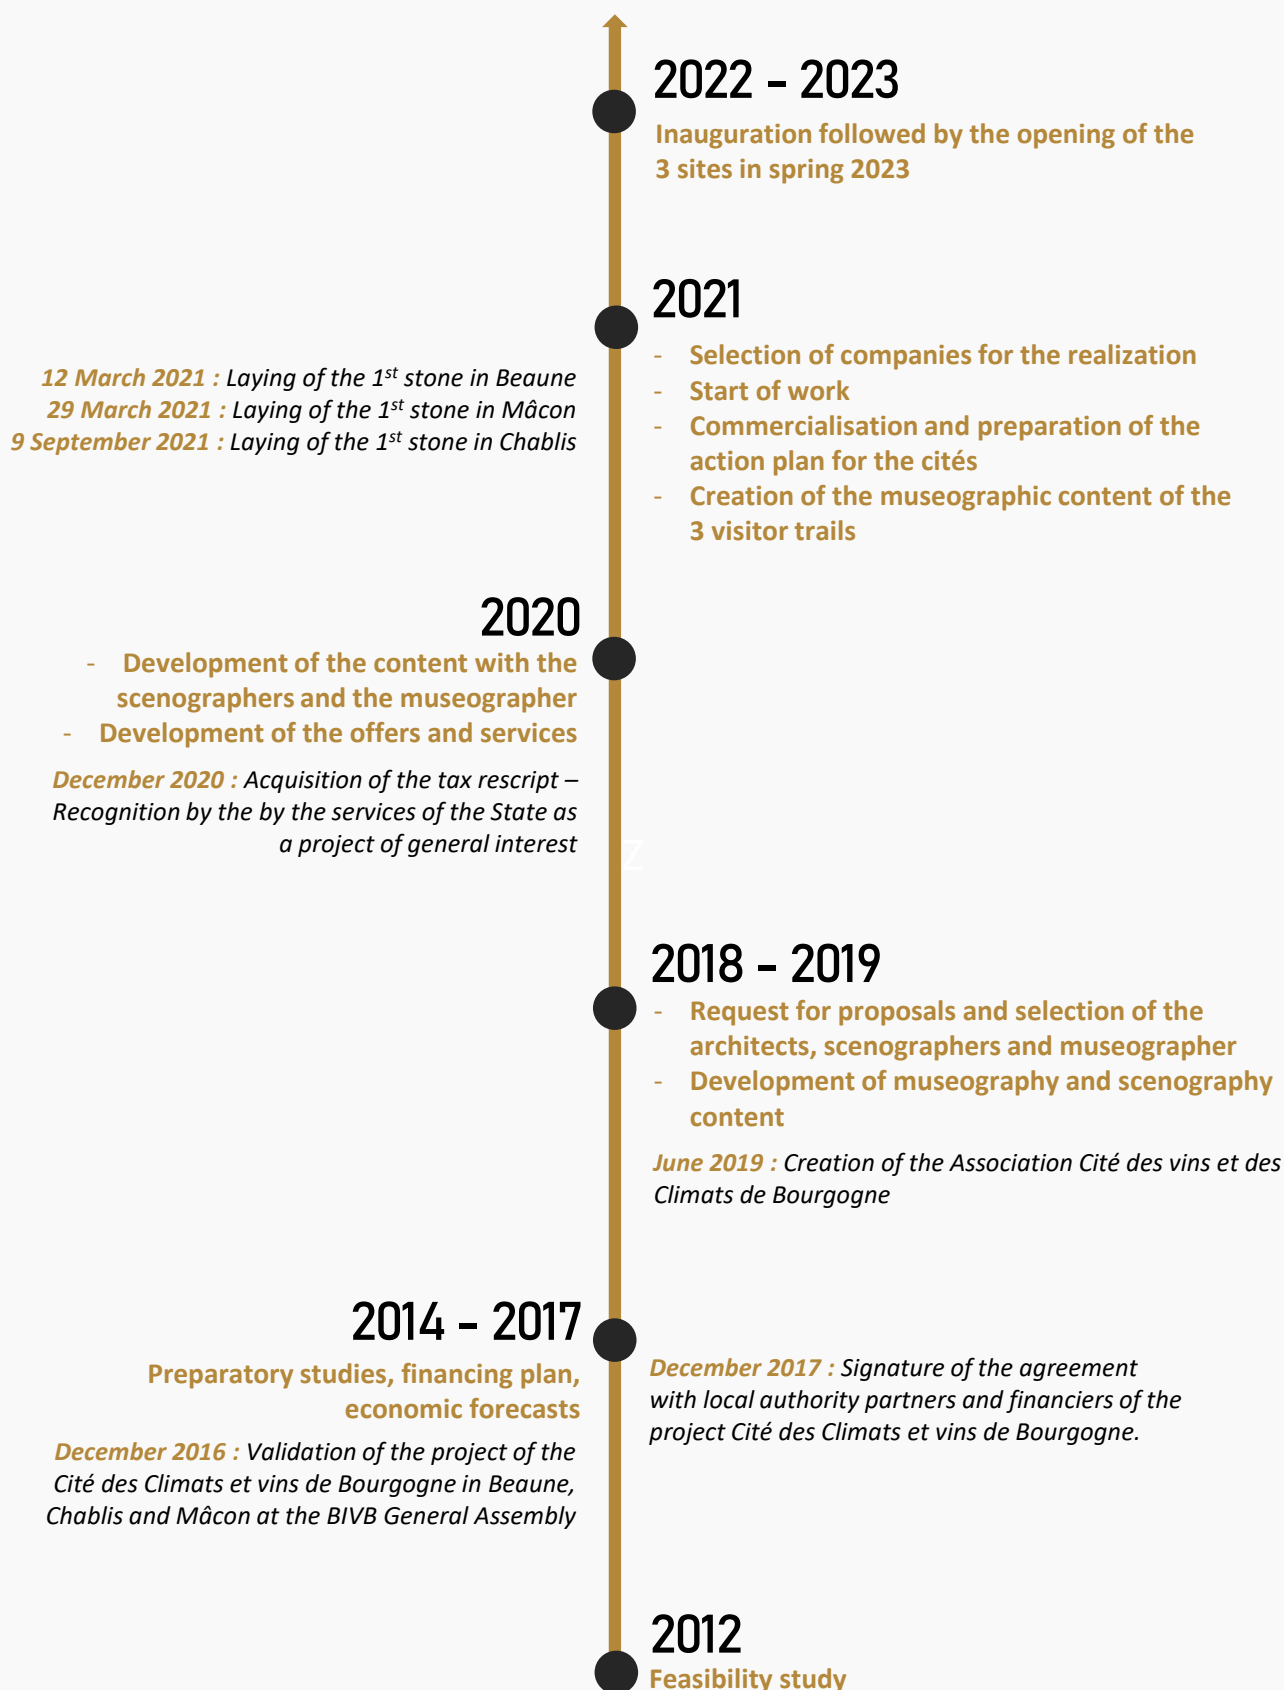 2022 - 2023
Inauguration followed by the opening of the
3 sites in spring 2023
2021
- Selection of companies for the realization
- Start of work
- Commercialisation and preparation of the
action plan for the cités
- Creation of the museographic content of the
3 visitor trails
12 March 2021 : Laying of the 1st stone in Beaune
29 March 2021 : Laying of the 1st stone in Mâcon
9 September 2021 : Laying of the 1st stone in Chablis
2020
- Development of the content with the
scenographers and the museographer
- Development of the offers and services
December 2020 : Acquisition of the tax rescript –
Recognition by the by the services of the State as
a project of general interest
Z
2018 - 2019
- Request for proposals and selection of the
architects, scenographers and museographer
- Development of museography and scenography
content
June 2019 : Creation of the Association Cité des vins et des
Climats de Bourgogne
2014 - 2017
Preparatory studies, financing plan,
economic forecasts
December 2016 : Validation of the project of the
Cité des Climats et vins de Bourgogne in Beaune,
Chablis and Mâcon at the BIVB General Assembly
December 2017 : Signature of the agreement
with local authority partners and financiers of the
project Cité des Climats et vins de Bourgogne.
2012
Feasibility study